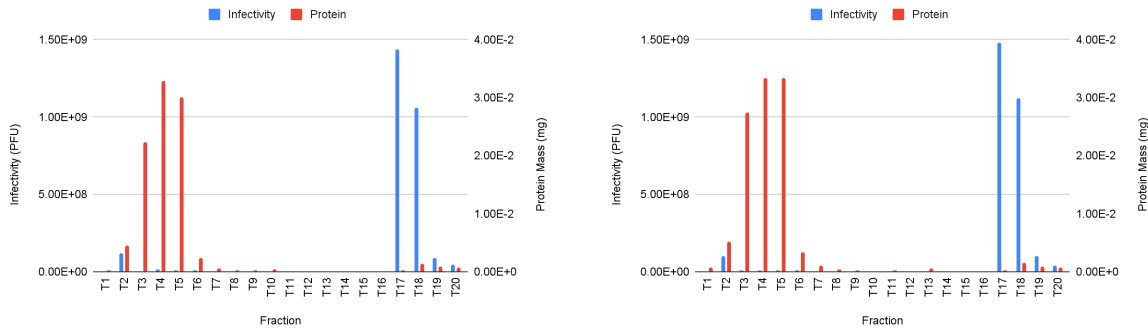 Infectivity Protein
1.50E+09
1.00E+09
5.00E+08
0.00E+00
Infectivity (PFU)
4.00E-2
3.00E-2
2.00E-2
1.00E-2
0.00E+0
Protein Mass (mg)
T1 T2 T3 T4 T5 T6 T7 T8 T9 T10 T11 T12 T13 T14 T15 T16 T17 T18 T19 T20
Fraction
Infectivity Protein
1.50E+09
1.00E+09
5.00E+08
0.00E+00
Infectivity (PFU)
4.00E-2
3.00E-2
2.00E-2
1.00E-2
0.00E+0
Protein Mass (mg)
T1 T2 T3 T4 T5 T6 T7 T8 T9 T10 T11 T12 T13 T14 T15 T16 T17 T18 T19 T20
Fraction